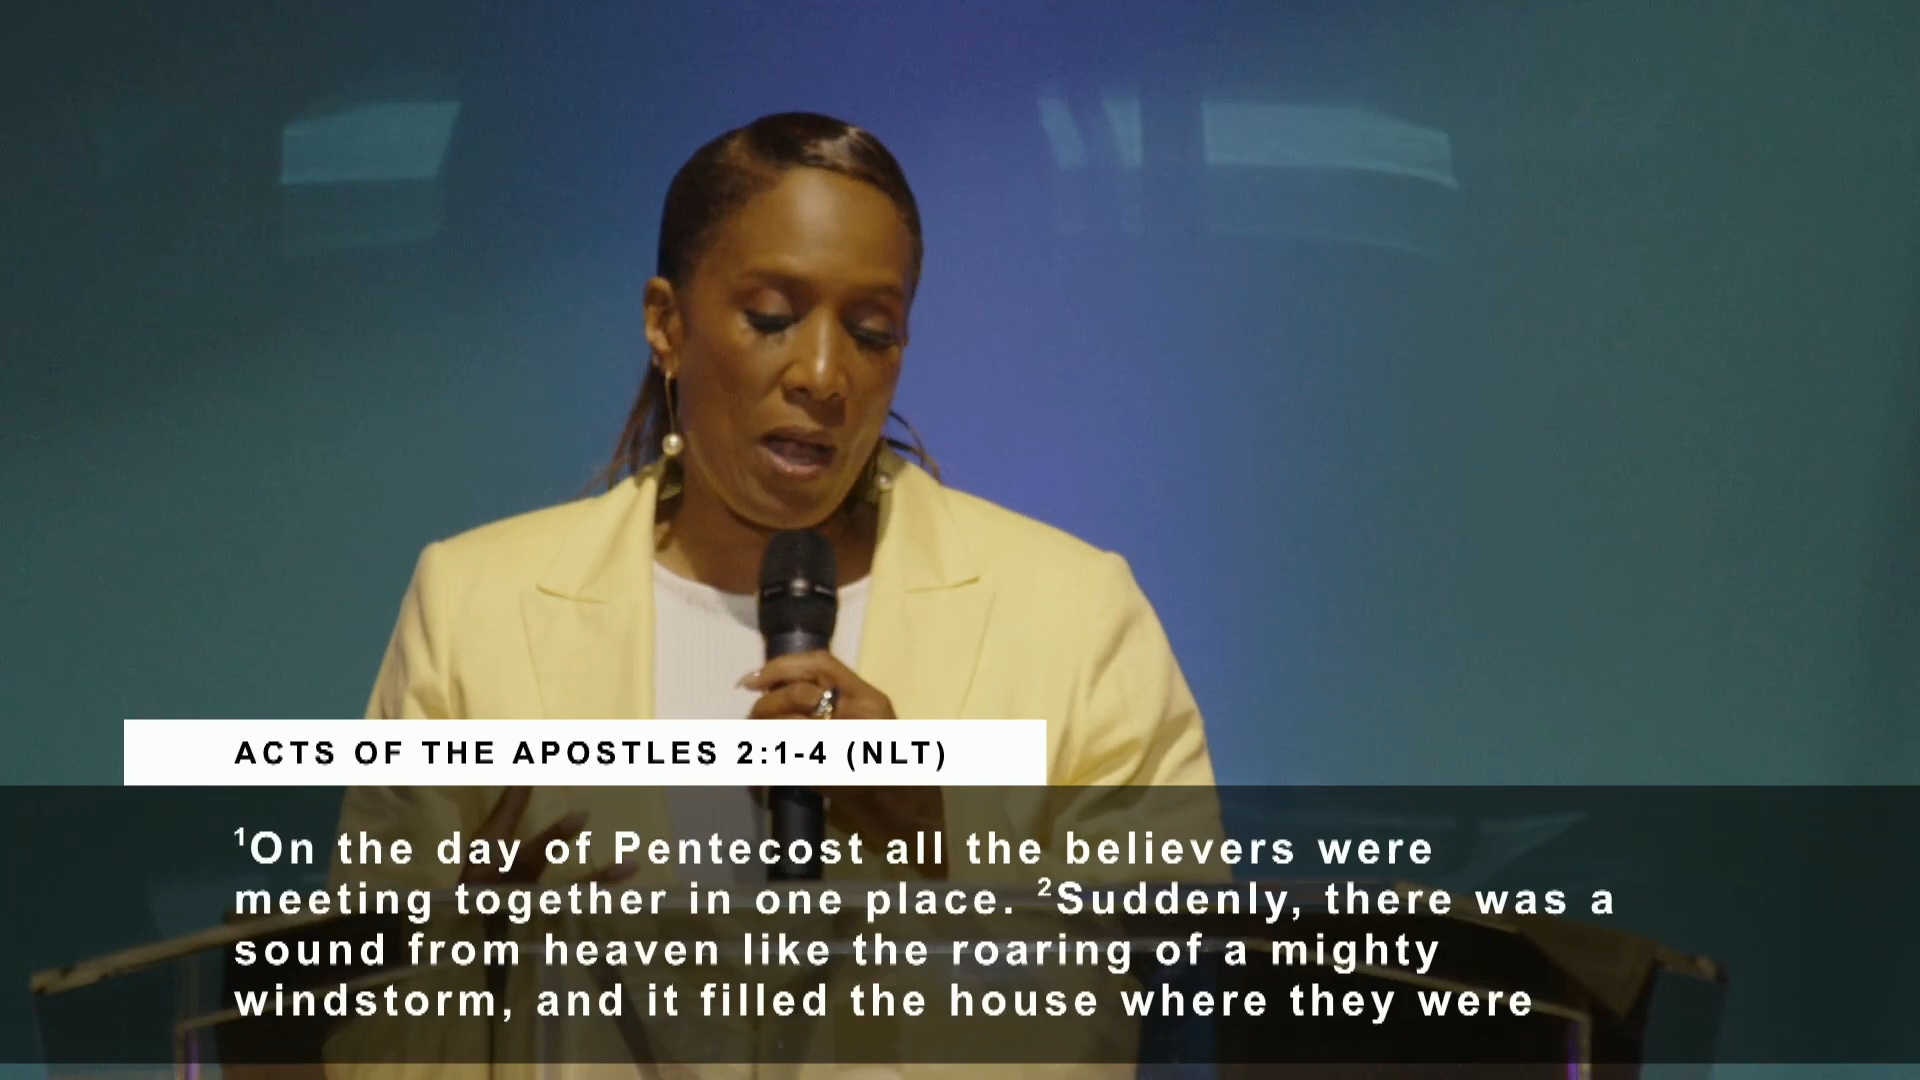 ACTS OF THE APOSTLES 2:1-4 (NLT)
¹On the day of Pentecost all the believers were
meeting together in one place. ²Suddenly, there was a
sound from heaven like the roaring of a mighty
windstorm, and it filled the house where they were